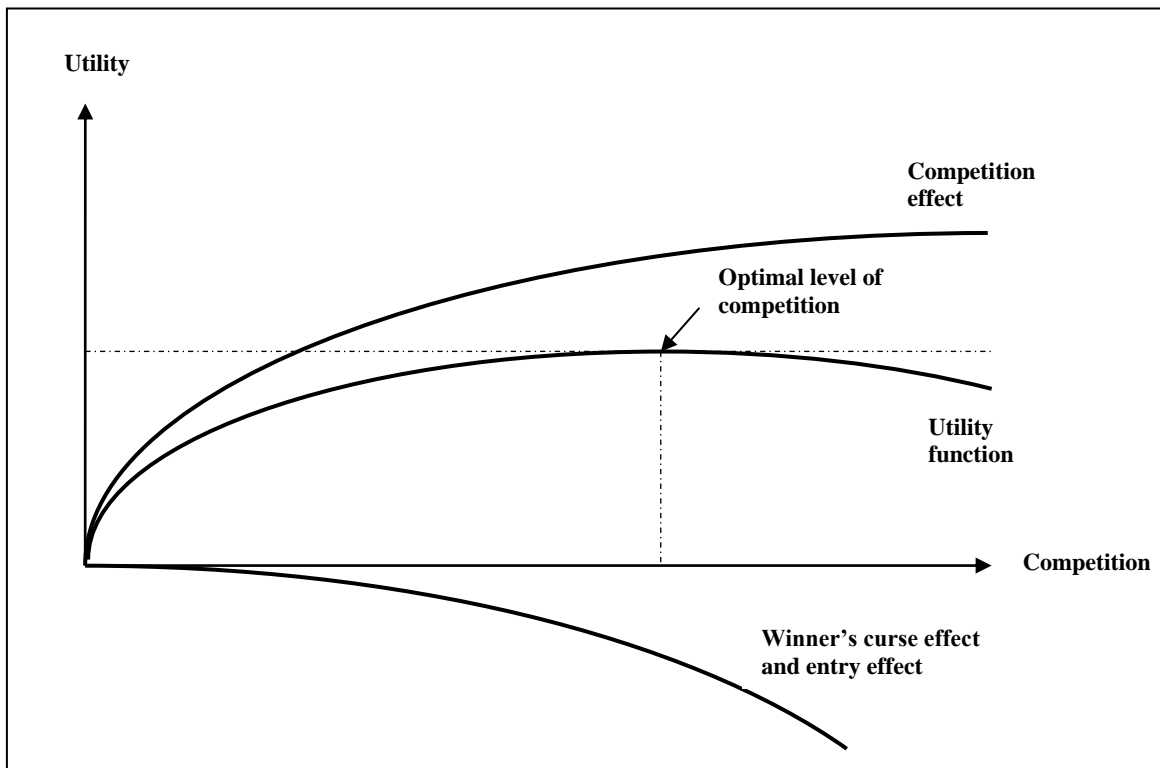 Utility
Competition
effect
Optimal level of
competition
Utility
function
Competition
Winner's curse effect
and entry effect